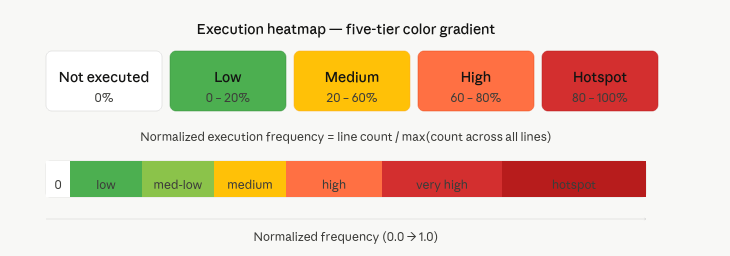 Execution heatmap — five-tier color gradient
Not executed Low Medium High Hotspot
0% 0 – 20% 20 – 60% 60 – 80% 80 – 100%
Normalized execution frequency = line count / max(count across all lines)
0 low med-low medium high very high hotspot
Normalized frequency (0.0 → 1.0)